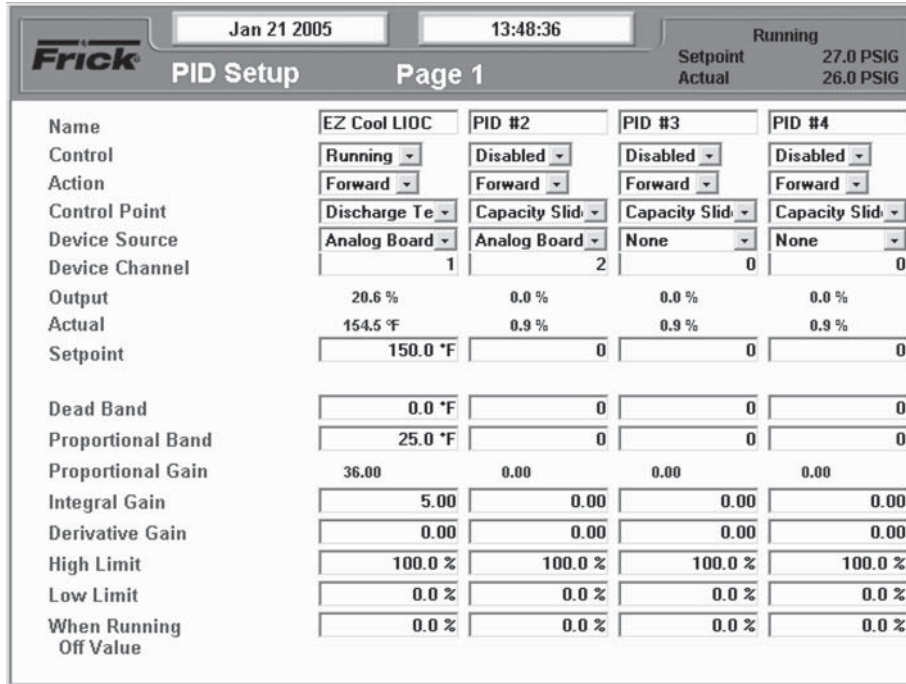 Jan 21 2005 13:48:36 Running
Frick Setpoint 27.0 PSIG
PID Setup Page 1 Actual 26.0 PSIG
Name EZ Cool LIOC PID #2 PID #3 PID #4
Control Running Disabled Disabled Disabled
Action Forward Forward Forward Forward
Control Point Discharge Te Capacity Slid Capacity Slid Capacity Slid
Device Source Analog Board Analog Board None None
Device Channel 1 2 0 0
Output 20.6 % 0.0 % 0.0 % 0.0 %
Actual 154.5 °F 0.9 % 0.9 % 0.9 %
Setpoint 150.0 °F 0 0 0
Dead Band 0.0 °F 0 0 0
Proportional Band 25.0 °F 0 0 0
Proportional Gain 36.00 0.00 0.00 0.00
Integral Gain 5.00 0.00 0.00 0.00
Derivative Gain 0.00 0.00 0.00 0.00
High Limit 100.0 % 100.0 % 100.0 % 100.0 %
Low Limit 0.0 % 0.0 % 0.0 % 0.0 %
When Running 0.0 % 0.0 % 0.0 % 0.0 %
Off Value